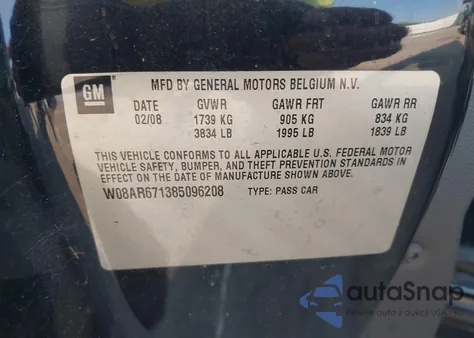 GM
MFD BY GENERAL MOTORS BELGIUM N.V.
DATE GVWR GAWR FRT GAWR RR
02/08 1739 KG 905 KG 834 KG
3834 LB 1995 LB 1839 LB
THIS VEHICLE CONFORMS TO ALL APPLICABLE U.S. FEDERAL MOTOR
VEHICLE SAFETY, BUMPER, AND THEFT PREVENTION STANDARDS IN
EFFECT ON THE DATE OF MANUFACTURE SHOWN ABOVE.
W08AR671385096208 TYPE: PASS CAR
autoSnap